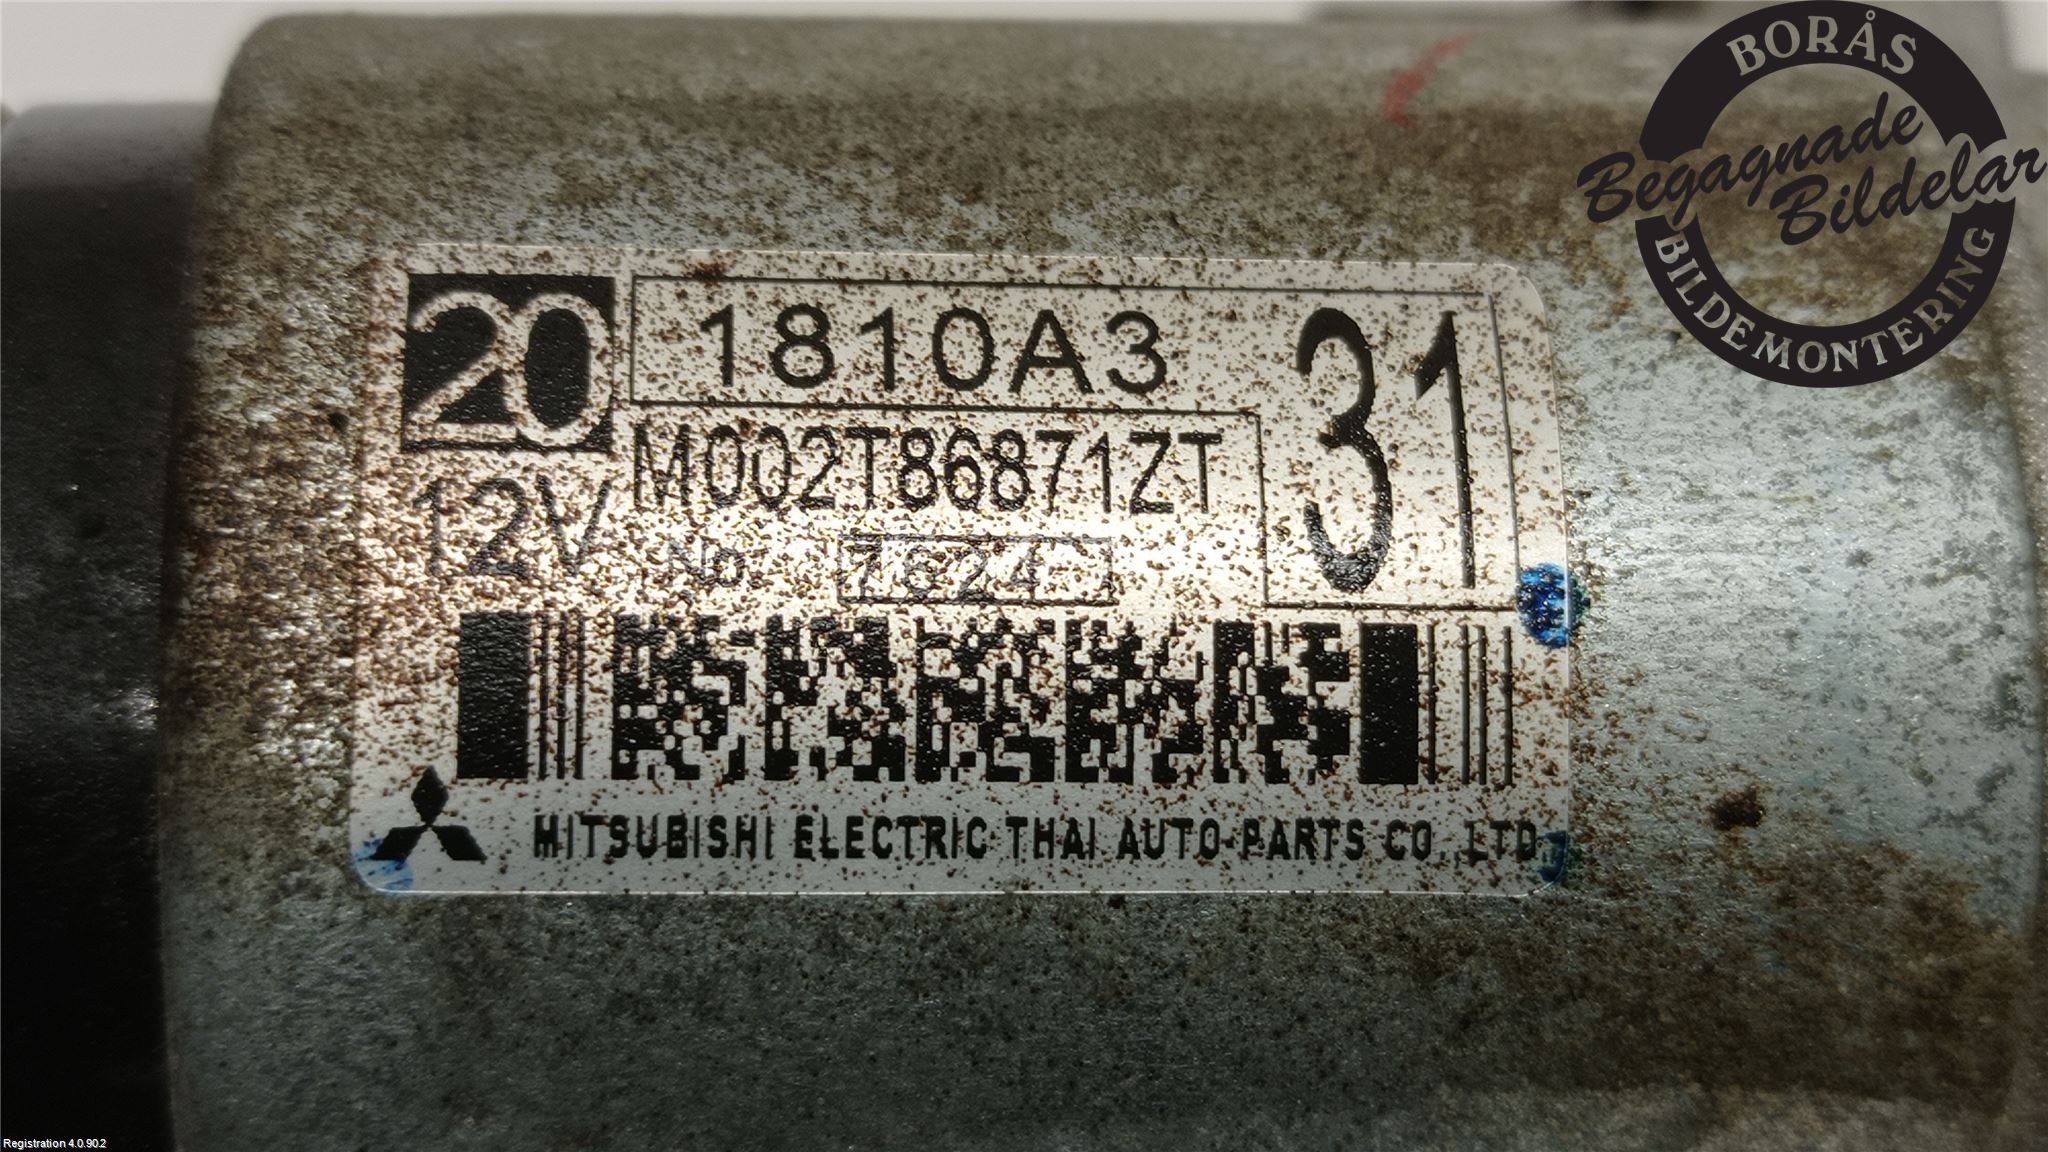 BORÅS
Begagnade
Bildelar
BILDEMONTERING
20
1810A3
31
M002T86871ZT
12V
No. 7624
MITSUBISHI ELECTRIC THAI AUTO-PARTS CO.,LTD
Registration 4.0.90.2